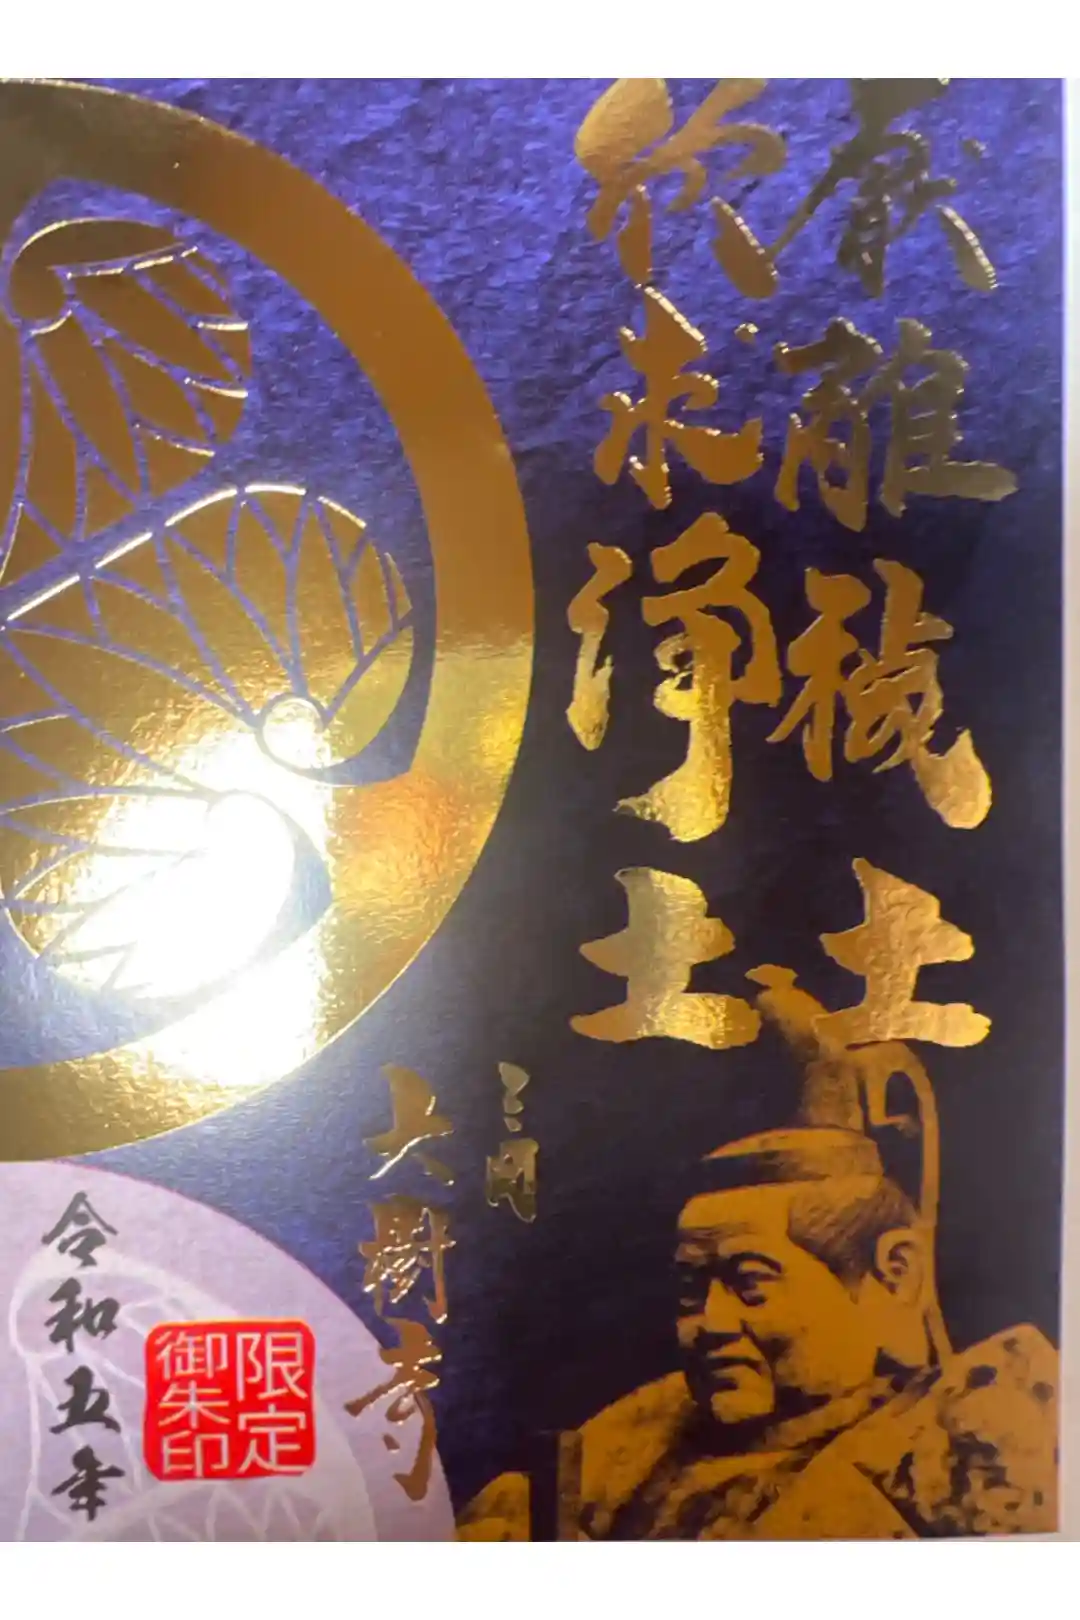 厭離穢土
欣求浄土
三河
大樹寺
限定
御朱印
令和五年